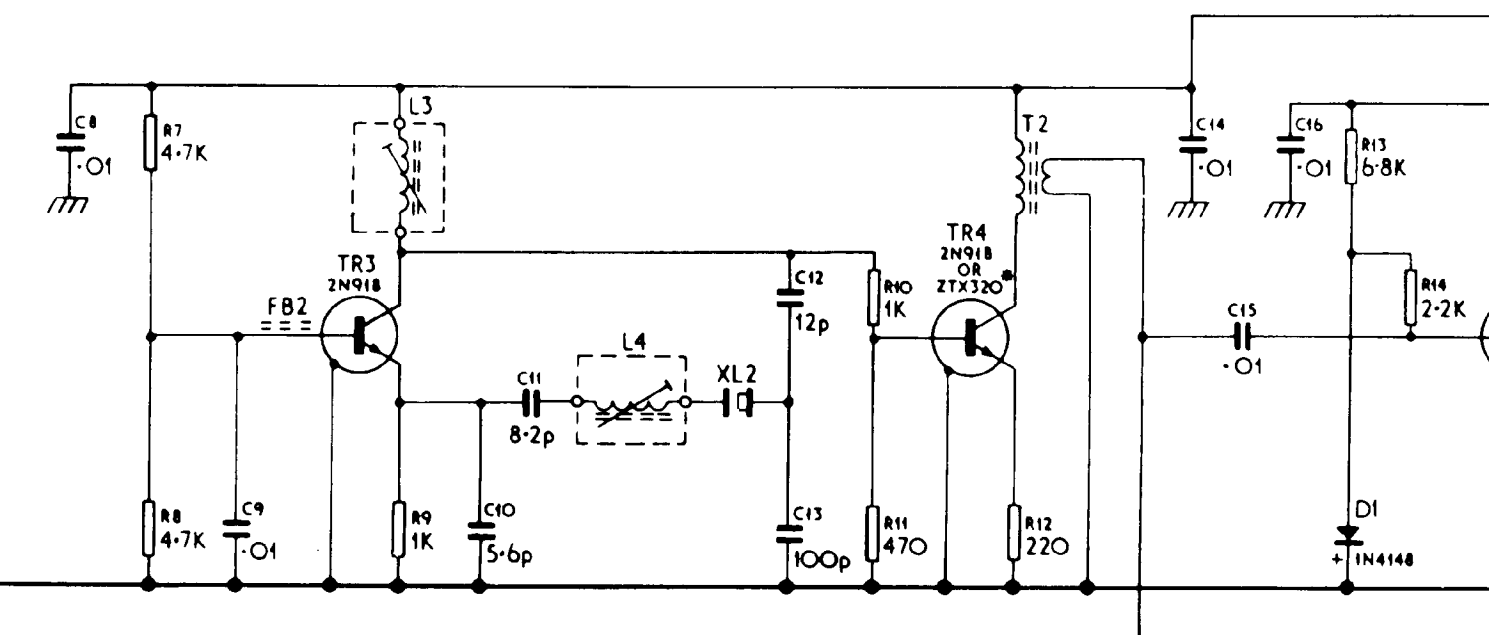 C8
.01
R7
4.7K
L3
T2
C14
.01
C16
.01
R13
6.8K
TR3
2N918
FB2
C12
12p
R10
1K
TR4
2N918
OR
ZTX320*
C15
.01
R14
2.2K
L4
C11
8.2p
XL2
R8
4.7K
C9
.01
R9
1K
C10
5.6p
C13
100p
R11
470
R12
220
D1
+ 1N4148